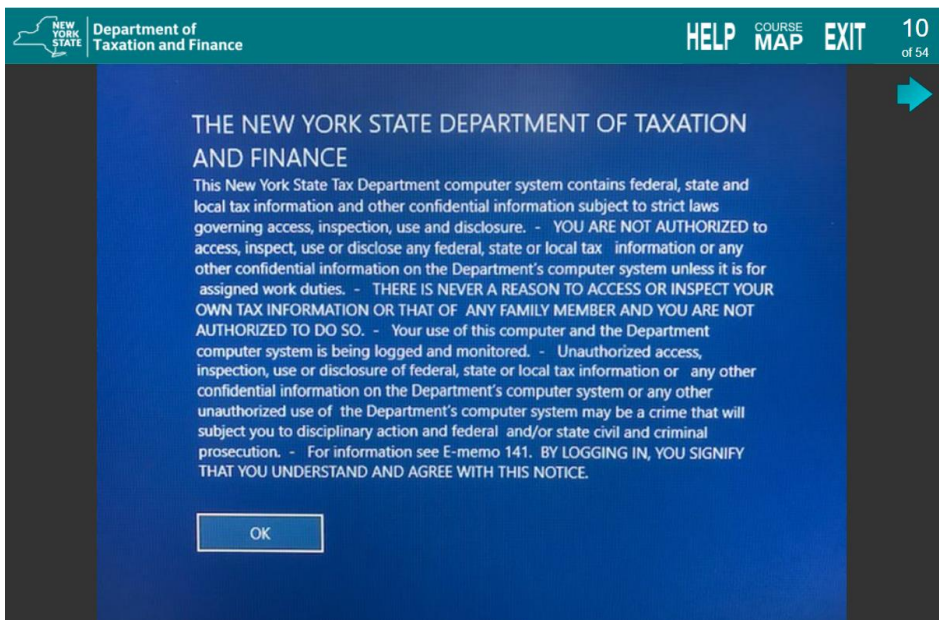 NEW
YORK
STATE
Department of
Taxation and Finance
HELP
COURSE
MAP
EXIT
10
of 54
THE NEW YORK STATE DEPARTMENT OF TAXATION
AND FINANCE
This New York State Tax Department computer system contains federal, state and
local tax information and other confidential information subject to strict laws
governing access, inspection, use and disclosure. - YOU ARE NOT AUTHORIZED to
access, inspect, use or disclose any federal, state or local tax information or any
other confidential information on the Department's computer system unless it is for
assigned work duties. - THERE IS NEVER A REASON TO ACCESS OR INSPECT YOUR
OWN TAX INFORMATION OR THAT OF ANY FAMILY MEMBER AND YOU ARE NOT
AUTHORIZED TO DO SO. - Your use of this computer and the Department
computer system is being logged and monitored. - Unauthorized access,
inspection, use or disclosure of federal, state or local tax information or any other
confidential information on the Department's computer system or any other
unauthorized use of the Department's computer system may be a crime that will
subject you to disciplinary action and federal and/or state civil and criminal
prosecution. - For information see E-memo 141. BY LOGGING IN, YOU SIGNIFY
THAT YOU UNDERSTAND AND AGREE WITH THIS NOTICE.
OK